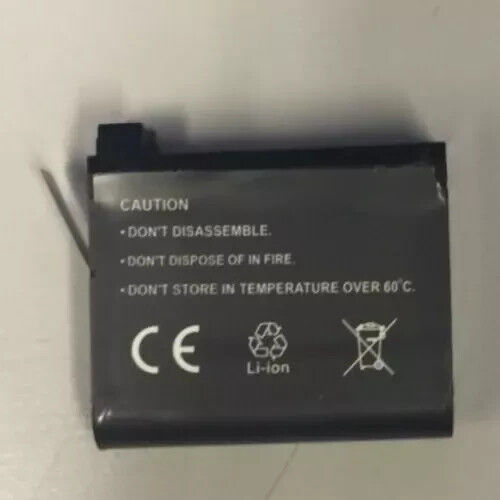 CAUTION
•DON'T DISASSEMBLE.
•DON'T DISPOSE OF IN FIRE.
•DON'T STORE IN TEMPERATURE OVER 60°C.
CE
Li-ion